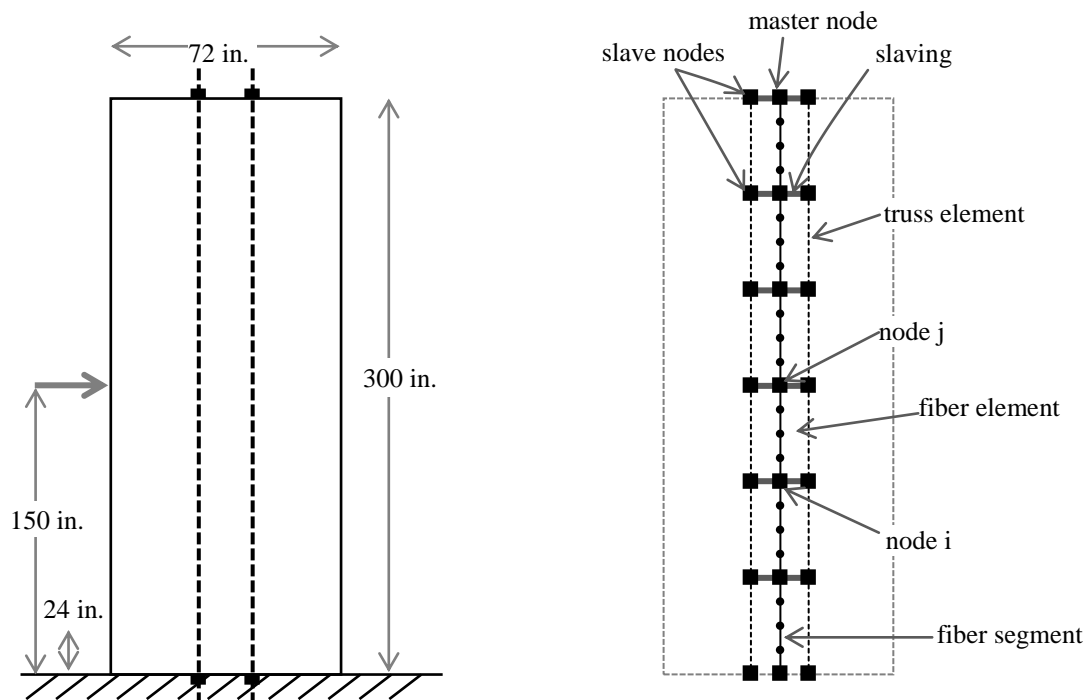 72 in.
300 in.
150 in.
24 in.
master node
slave nodes
slaving
truss element
node j
fiber element
node i
fiber segment